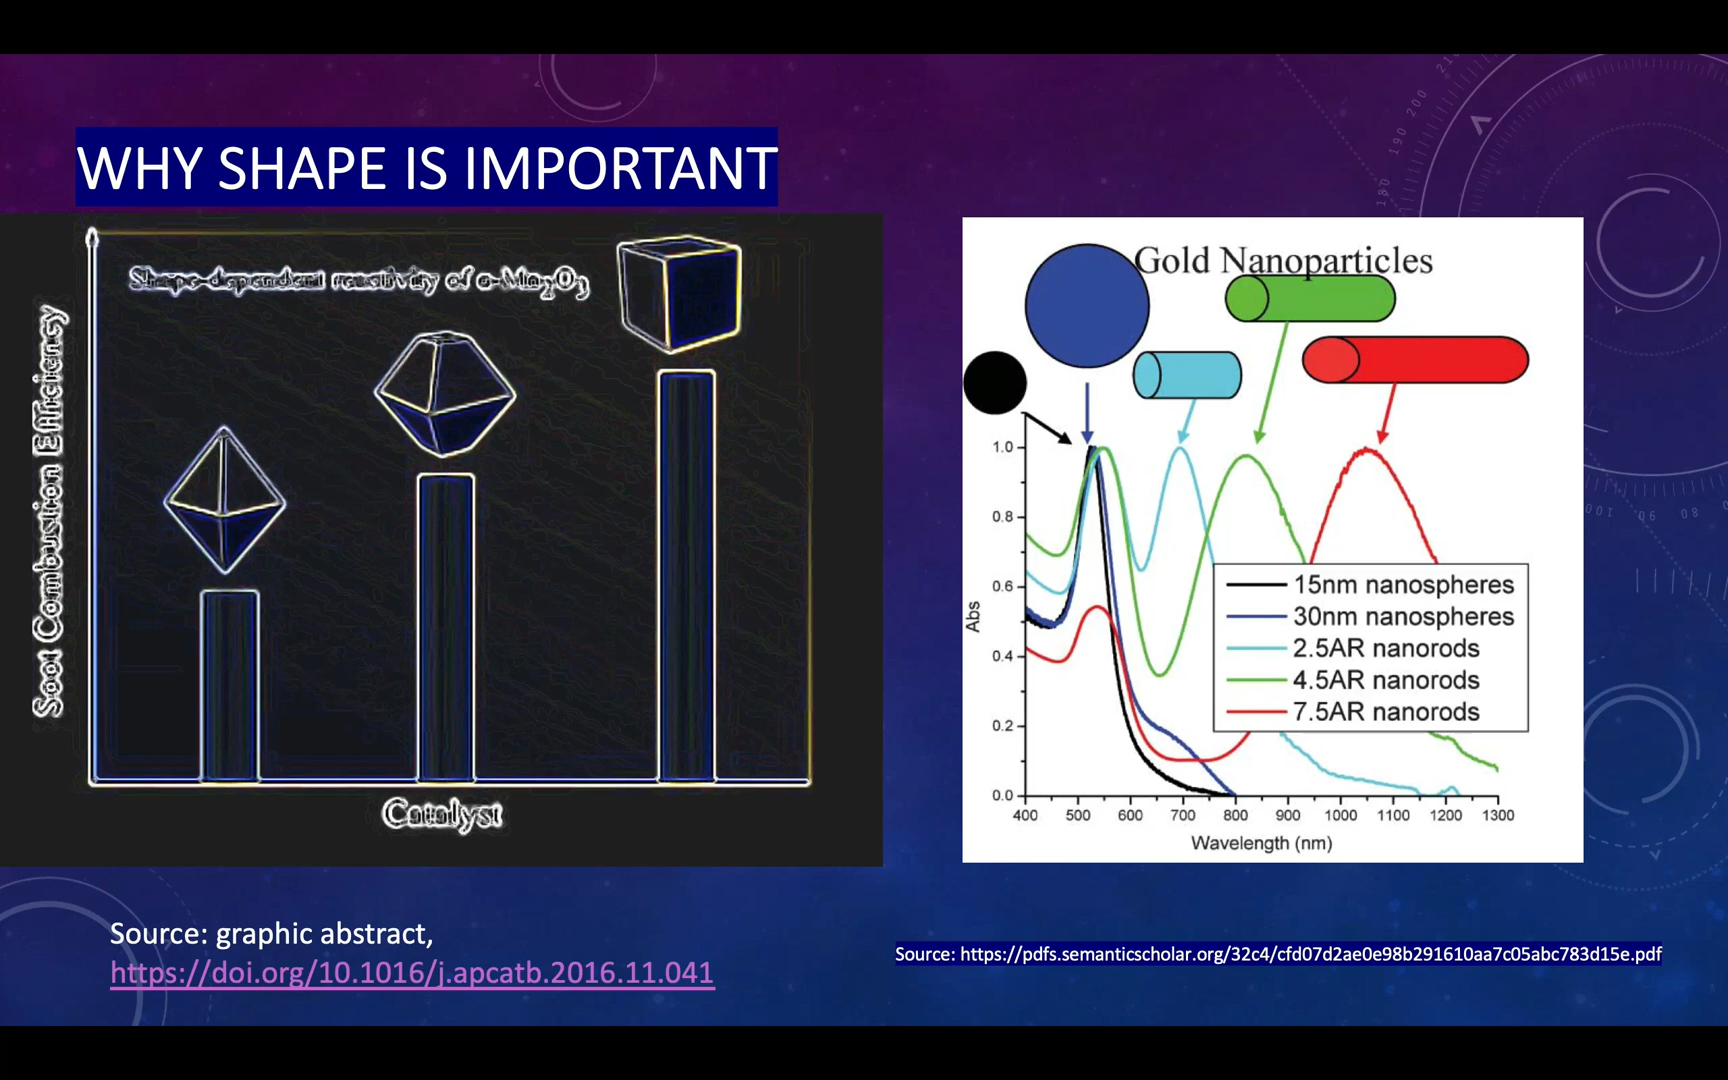 WHY SHAPE IS IMPORTANT
Shape-dependent reactivity of α-Mn2O3
Soot Combustion Efficiency
Catalyst
Source: graphic abstract,
https://doi.org/10.1016/j.apcatb.2016.11.041
Gold Nanoparticles
1.0
0.8
0.6
0.4
0.2
0.0
Abs
15nm nanospheres
30nm nanospheres
2.5AR nanorods
4.5AR nanorods
7.5AR nanorods
400 500 600 700 800 900 1000 1100 1200 1300
Wavelength (nm)
Source: https://pdfs.semanticscholar.org/32c4/cfd07d2ae0e98b291610aa7c05abc783d15e.pdf
180 190 200